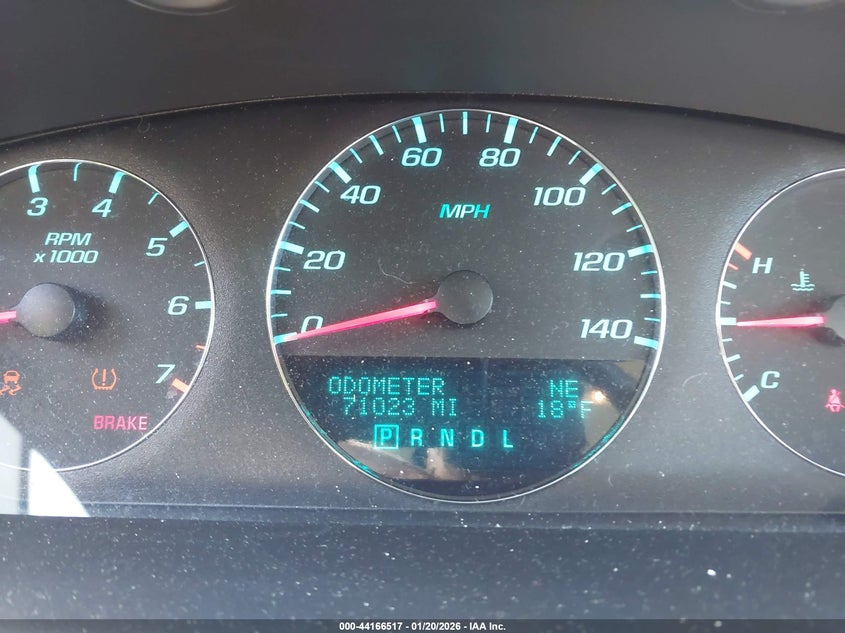 60 80
3 4 40 MPH 100
RPM
x 1000 5
20 120 H
6 0 140
7 C
ODOMETER NE
71023 MI 18°F
BRAKE
P R N D L
000-44166517 - 01/20/2026 - IAA Inc.